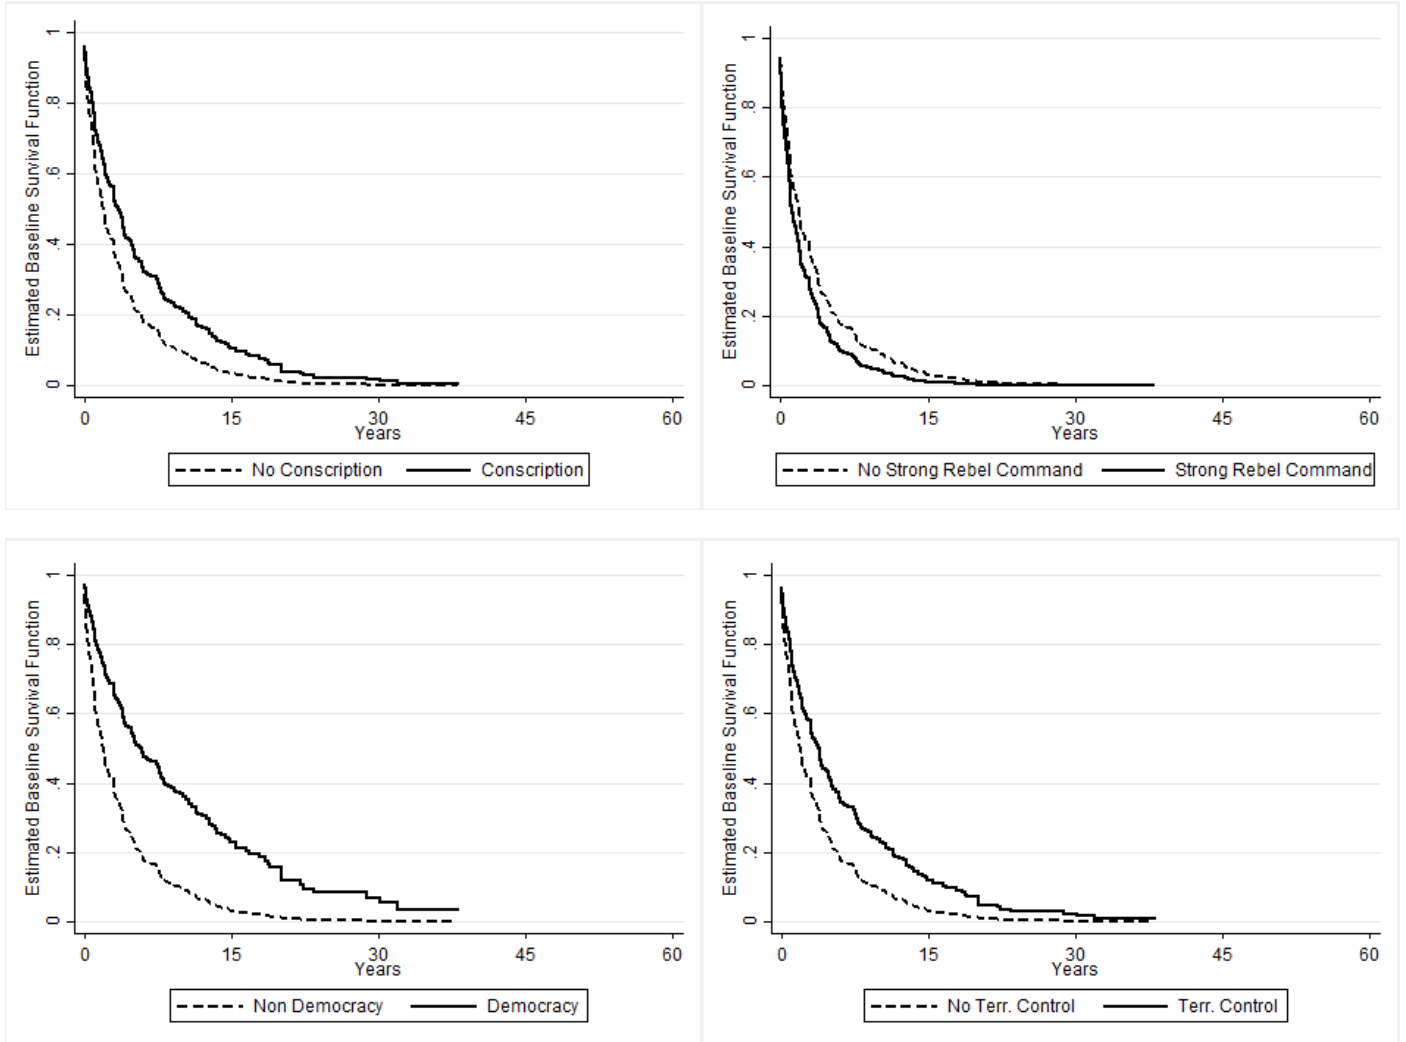 Estimated Baseline Survival Function
1
.8
.6
.4
.2
0
0 15 30 45 60
Years
No Conscription Conscription
Estimated Baseline Survival Function
1
.8
.6
.4
.2
0
0 15 30 45 60
Years
No Strong Rebel Command Strong Rebel Command
Estimated Baseline Survival Function
1
.8
.6
.4
.2
0
0 15 30 45 60
Years
Non Democracy Democracy
Estimated Baseline Survival Function
1
.8
.6
.4
.2
0
0 15 30 45 60
Years
No Terr. Control Terr. Control